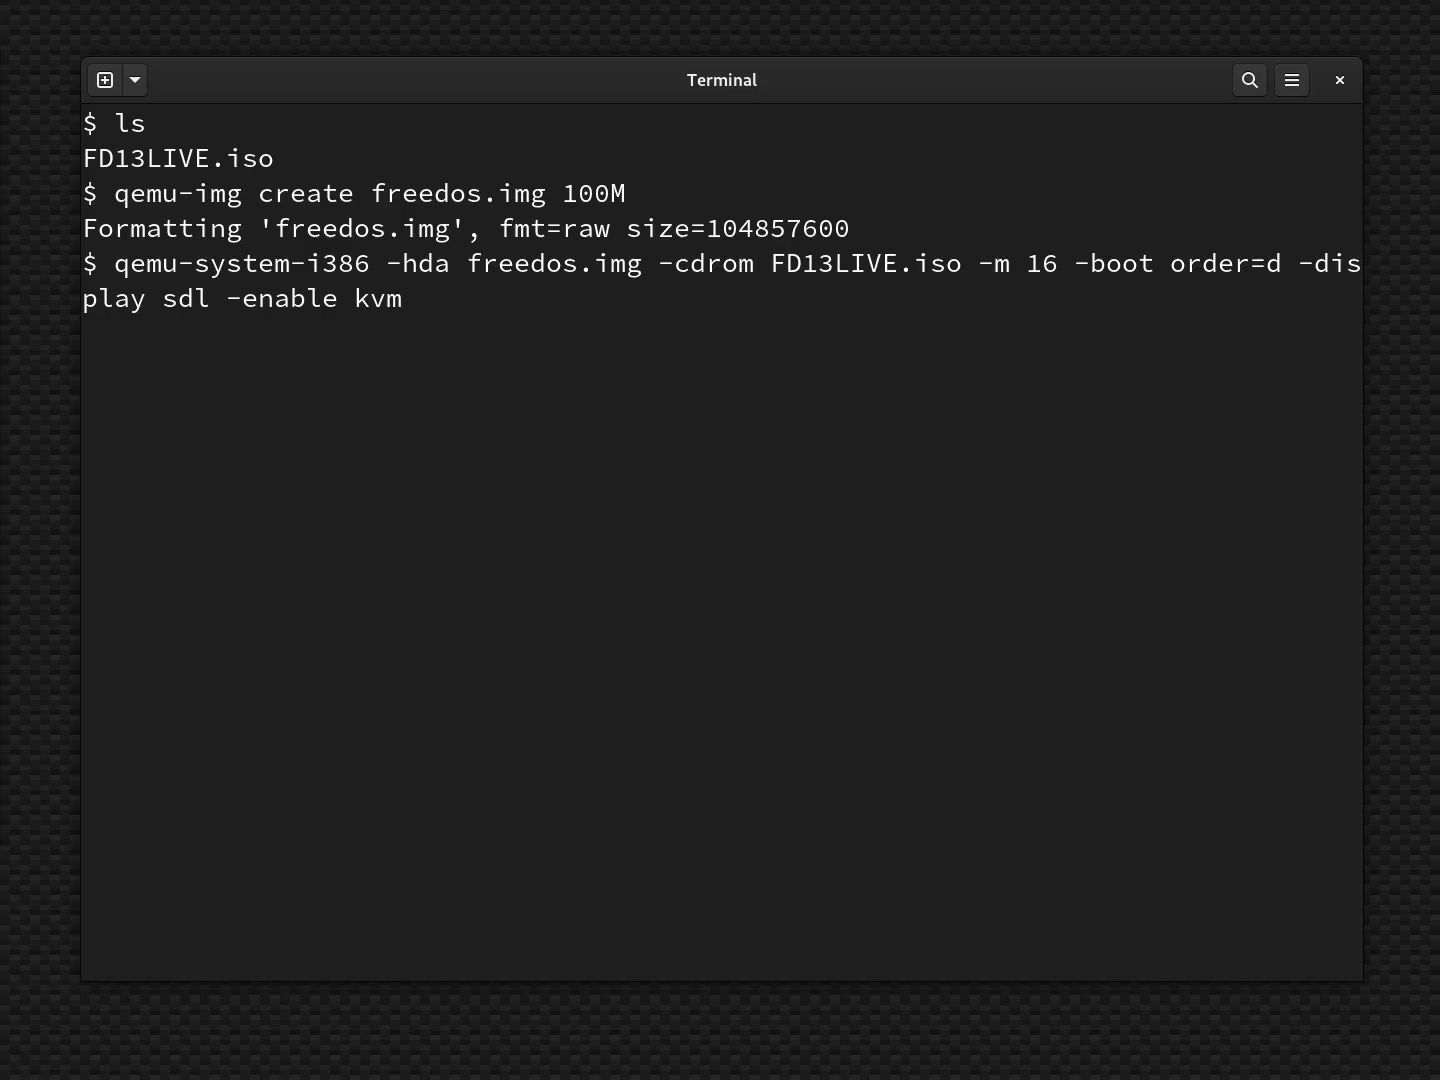 Terminal
$ ls
FD13LIVE.iso
$ qemu-img create freedos.img 100M
Formatting 'freedos.img', fmt=raw size=104857600
$ qemu-system-i386 -hda freedos.img -cdrom FD13LIVE.iso -m 16 -boot order=d -dis
play sdl -enable kvm